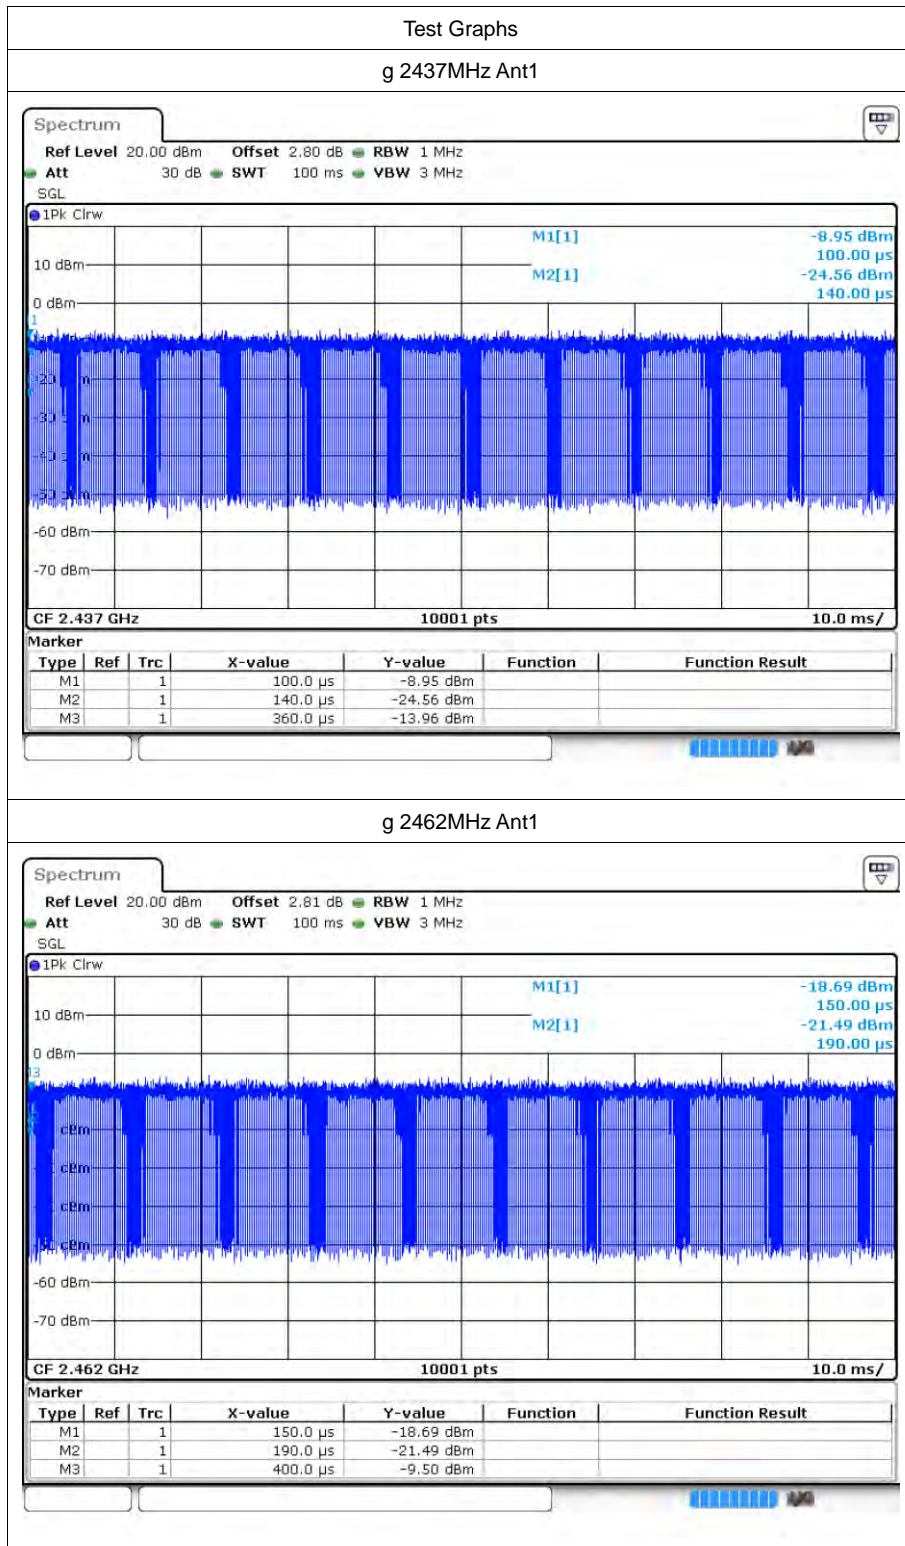 Test Graphs
g 2437MHz Ant1
Spectrum
Ref Level 20.00 dBm Offset 2.80 dB RBW 1 MHz
Att 30 dB SWT 100 ms VBW 3 MHz
SGL
1Pk Clrw
M1[1] -8.95 dBm
100.00 µs
10 dBm
M2[1] -24.56 dBm
140.00 µs
0 dBm
1
-60 dBm
-70 dBm
CF 2.437 GHz 10001 pts 10.0 ms/
Marker
Type Ref Trc X-value Y-value Function Function Result
M1 1 100.0 µs -8.95 dBm
M2 1 140.0 µs -24.56 dBm
M3 1 360.0 µs -13.96 dBm
g 2462MHz Ant1
Spectrum
Ref Level 20.00 dBm Offset 2.81 dB RBW 1 MHz
Att 30 dB SWT 100 ms VBW 3 MHz
SGL
1Pk Clrw
M1[1] -18.69 dBm
150.00 µs
10 dBm
M2[1] -21.49 dBm
190.00 µs
0 dBm
-60 dBm
-70 dBm
CF 2.462 GHz 10001 pts 10.0 ms/
Marker
Type Ref Trc X-value Y-value Function Function Result
M1 1 150.0 µs -18.69 dBm
M2 1 190.0 µs -21.49 dBm
M3 1 400.0 µs -9.50 dBm